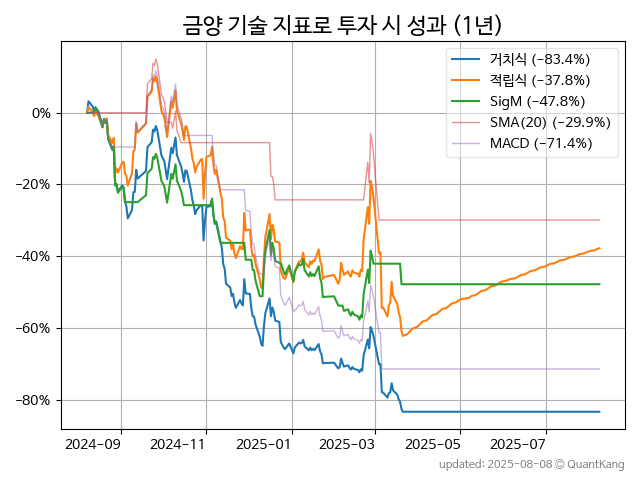 금양 기술 지표로 투자 시 성과 (1년)
거치식 (−83.4%)
적립식 (−37.8%)
SigM (−47.8%)
SMA(20) (−29.9%)
MACD (−71.4%)
0%
−20%
−40%
−60%
−80%
2024-09 2024-11 2025-01 2025-03 2025-05 2025-07
updated: 2025-08-08 © QuantKang